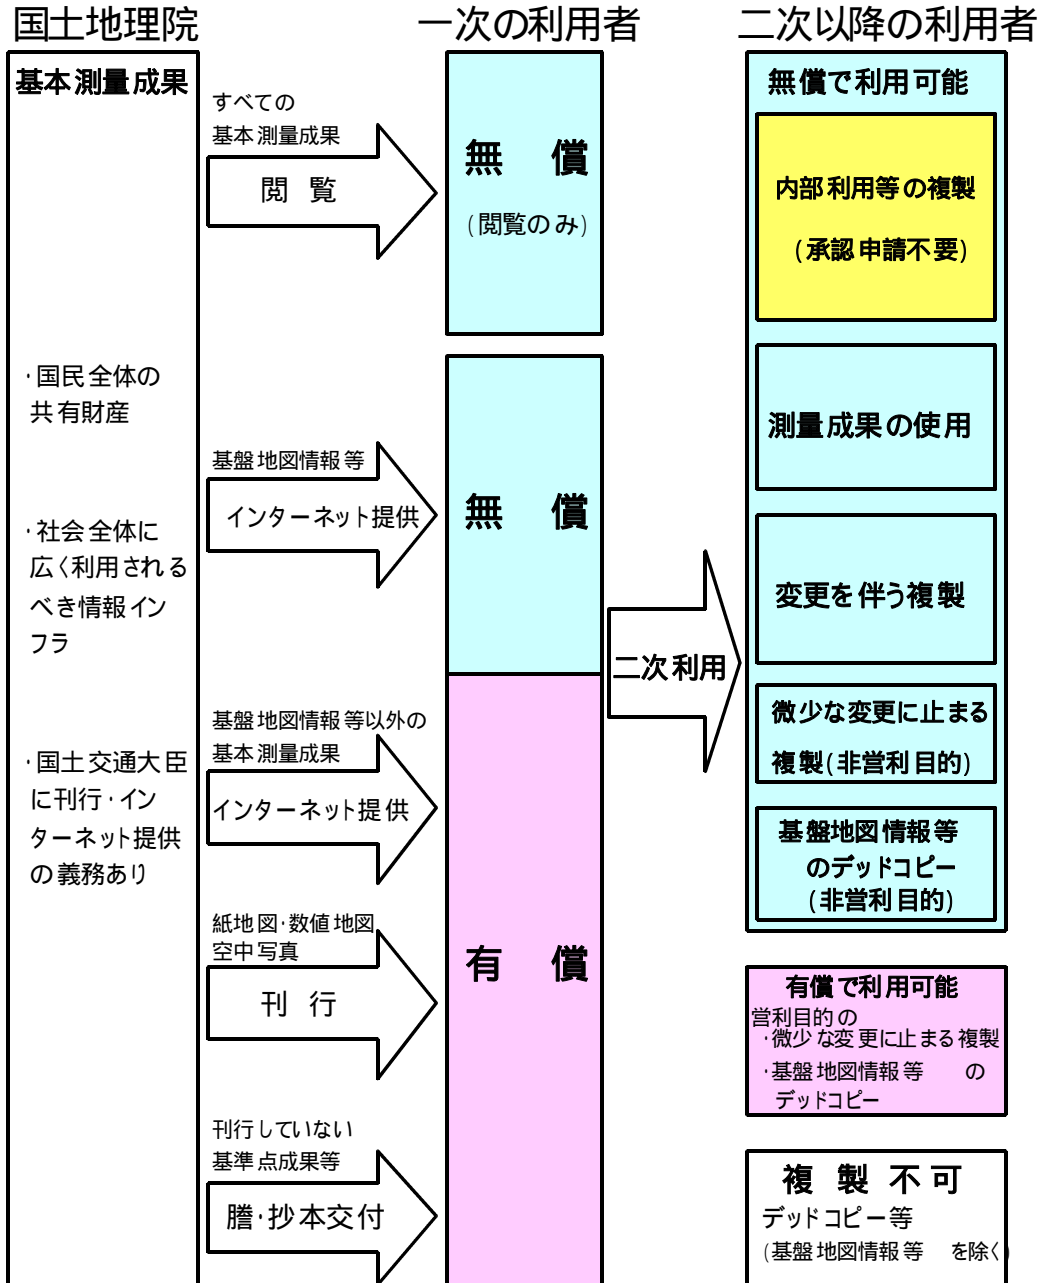 国土地理院
一次の利用者
二次以降の利用者
基本測量成果
・国民全体の
共有財産
・社会全体に
広く利用される
べき情報イン
フラ
・国土交通大臣
に刊行・イン
ターネット提供
の義務あり
すべての
基本測量成果
閲 覧
基盤地図情報等
インターネット提供
基盤地図情報等以外の
基本測量成果
インターネット提供
紙地図・数値地図
空中写真
刊 行
刊行していない
基準点成果等
謄・抄本交付
無 償
(閲覧のみ)
無 償
有 償
二次利用
無償で利用可能
内部利用等の複製
(承認申請不要)
測量成果の使用
変更を伴う複製
微少な変更に止まる
複製(非営利目的)
基盤地図情報等
のデッドコピー
(非営利目的)
有償で利用可能
営利目的の
・微少な変更に止まる複製
・基盤地図情報等 の
デッドコピー
複 製 不 可
デッドコピー等
(基盤地図情報等 を除く)